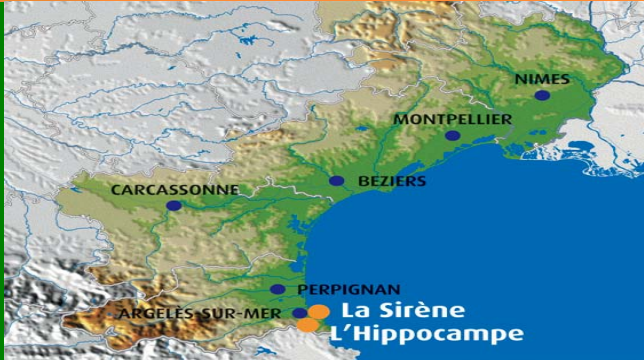 NIMES
MONTPELLIER
BEZIERS
CARCASSONNE
PERPIGNAN
ARGELÈS-SUR-MER
La Sirène
L'Hippocampe